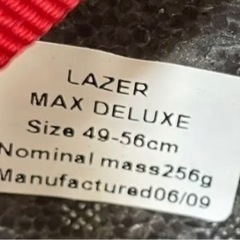 LAZER
MAX DELUXE
Size 49-56cm
Nominal mass256g
Manufactured06/09